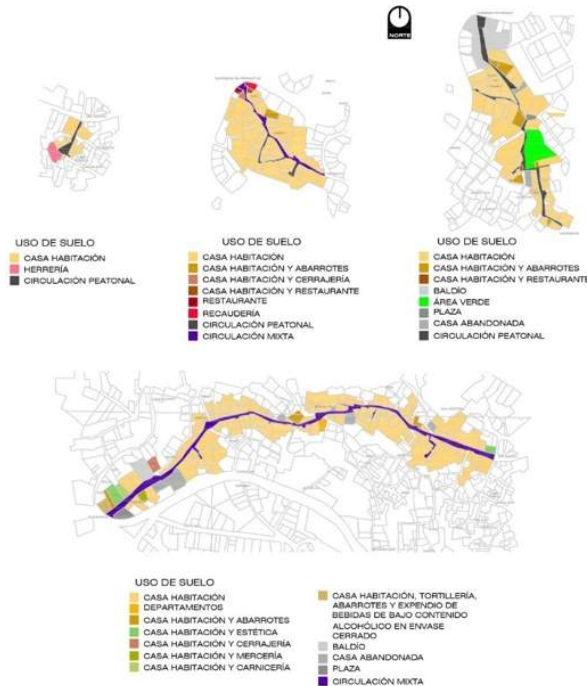 NORTE
USO DE SUELO
CASA HABITACIÓN
HERRERÍA
CIRCULACIÓN PEATONAL
USO DE SUELO
CASA HABITACIÓN
CASA HABITACIÓN Y ABARROTES
CASA HABITACIÓN Y CERRAJERÍA
CASA HABITACIÓN Y RESTAURANTE
RESTAURANTE
RECAUDERÍA
CIRCULACIÓN PEATONAL
CIRCULACIÓN MIXTA
USO DE SUELO
CASA HABITACIÓN
CASA HABITACIÓN Y ABARROTES
CASA HABITACIÓN Y RESTAURANTE
BALDÍO
ÁREA VERDE
PLAZA
CASA ABANDONADA
CIRCULACIÓN PEATONAL
USO DE SUELO
CASA HABITACIÓN
DEPARTAMENTOS
CASA HABITACIÓN Y ABARROTES
CASA HABITACIÓN Y ESTÉTICA
CASA HABITACIÓN Y CERRAJERÍA
CASA HABITACIÓN Y MERCERÍA
CASA HABITACIÓN Y CARNICERÍA
CASA HABITACIÓN, TORTILLERÍA,
ABARROTES Y EXPENDIO DE
BEBIDAS DE BAJO CONTENIDO
ALCOHÓLICO EN ENVASE
CERRADO
BALDÍO
CASA ABANDONADA
PLAZA
CIRCULACIÓN MIXTA